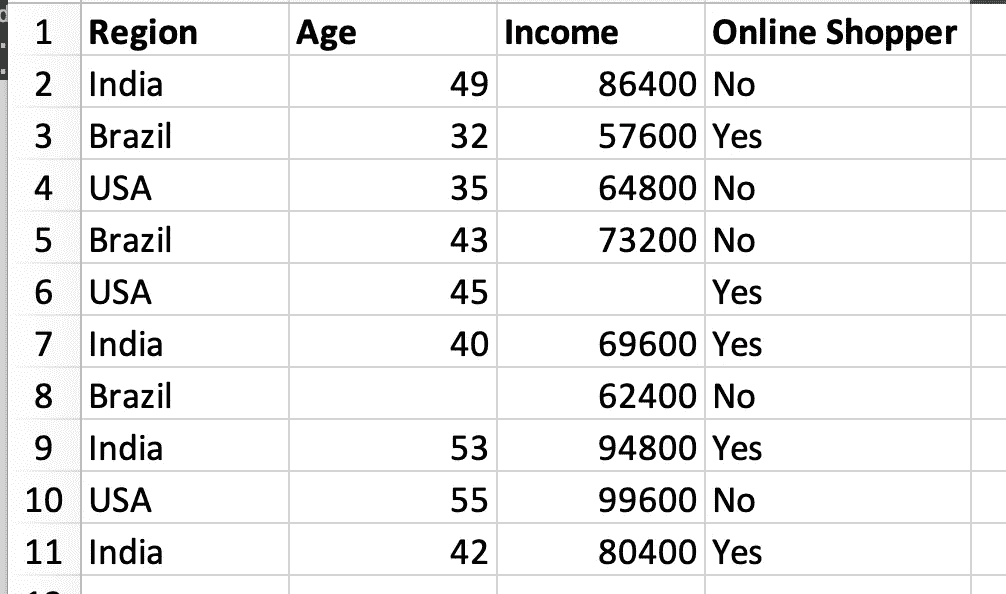 1 Region Age Income Online Shopper
2 India 49 86400 No
3 Brazil 32 57600 Yes
4 USA 35 64800 No
5 Brazil 43 73200 No
6 USA 45 Yes
7 India 40 69600 Yes
8 Brazil 62400 No
9 India 53 94800 Yes
10 USA 55 99600 No
11 India 42 80400 Yes